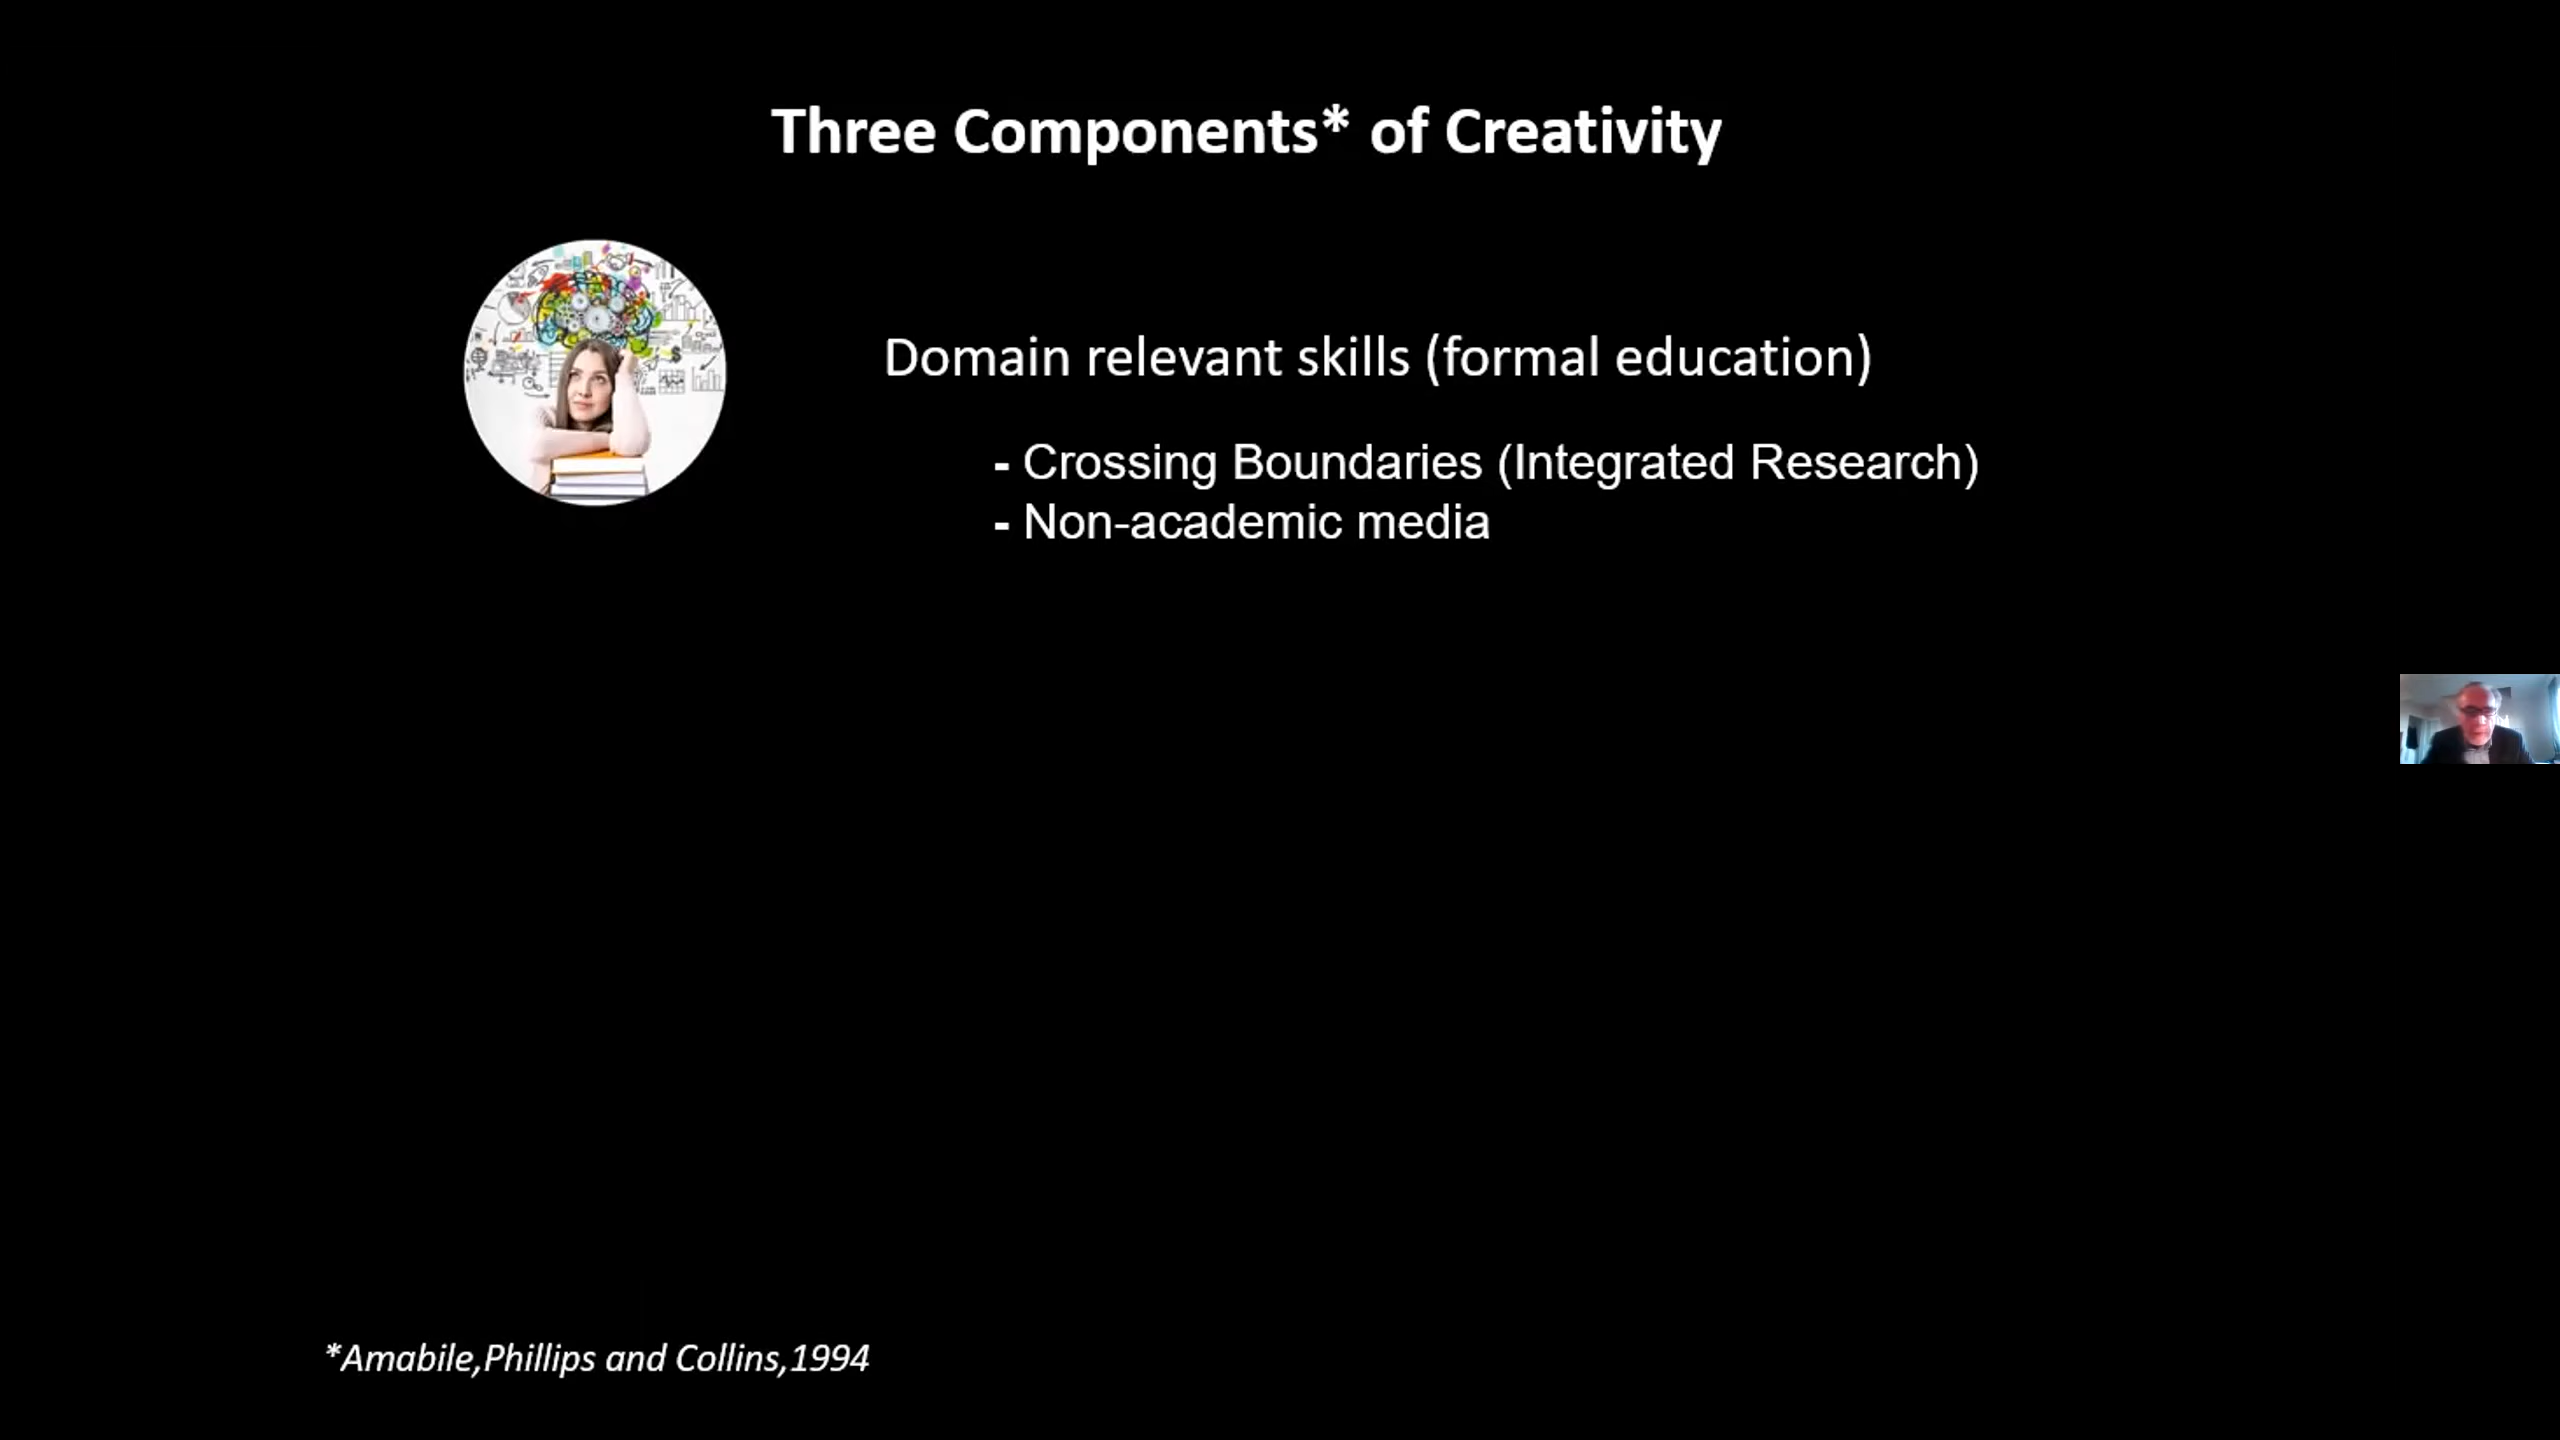 Three Components* of Creativity
Domain relevant skills (formal education)
- Crossing Boundaries (Integrated Research)
- Non-academic media
*Amabile,Phillips and Collins,1994